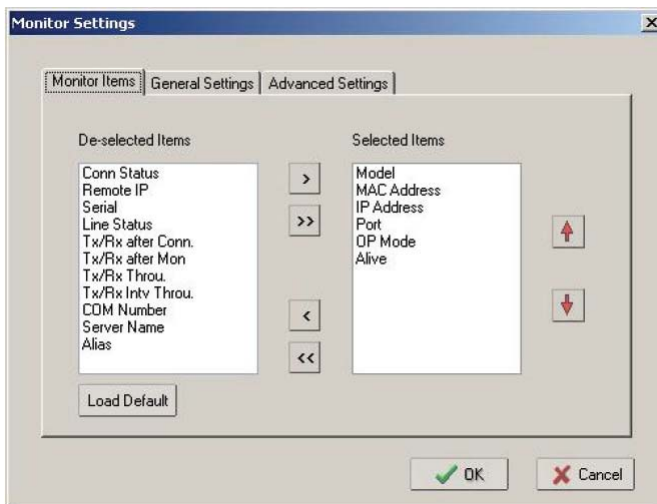 Monitor Settings
Monitor Items
General Settings
Advanced Settings
De-selected Items
Conn Status
Remote IP
Serial
Line Status
Tx/Rx after Conn.
Tx/Rx after Mon
Tx/Rx Throu.
Tx/Rx Intv Throu.
COM Number
Server Name
Alias
>
>>
<
<<
Selected Items
Model
MAC Address
IP Address
Port
OP Mode
Alive
Load Default
OK
Cancel